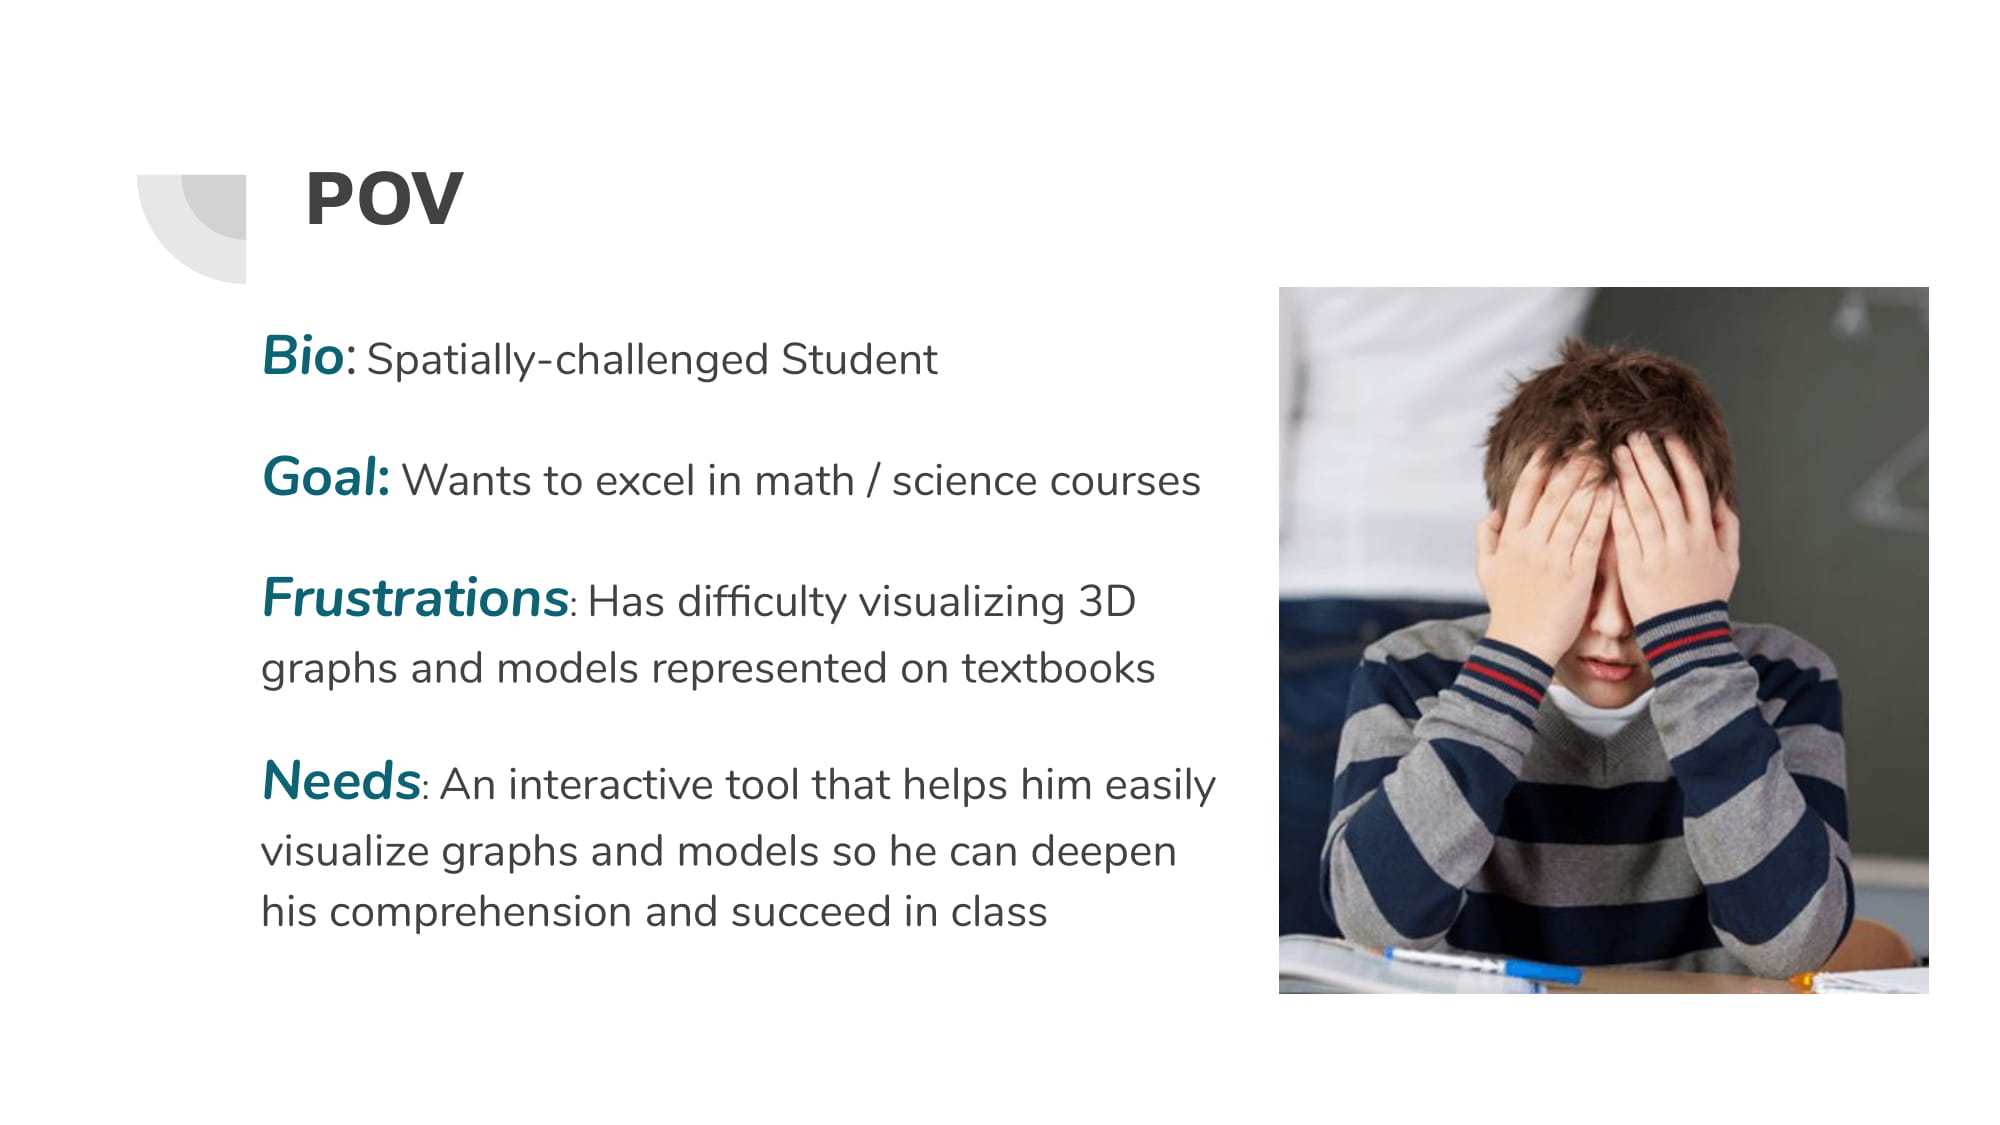 POV
Bio: Spatially-challenged Student
Goal: Wants to excel in math / science courses
Frustrations: Has difficulty visualizing 3D
graphs and models represented on textbooks
Needs: An interactive tool that helps him easily
visualize graphs and models so he can deepen
his comprehension and succeed in class